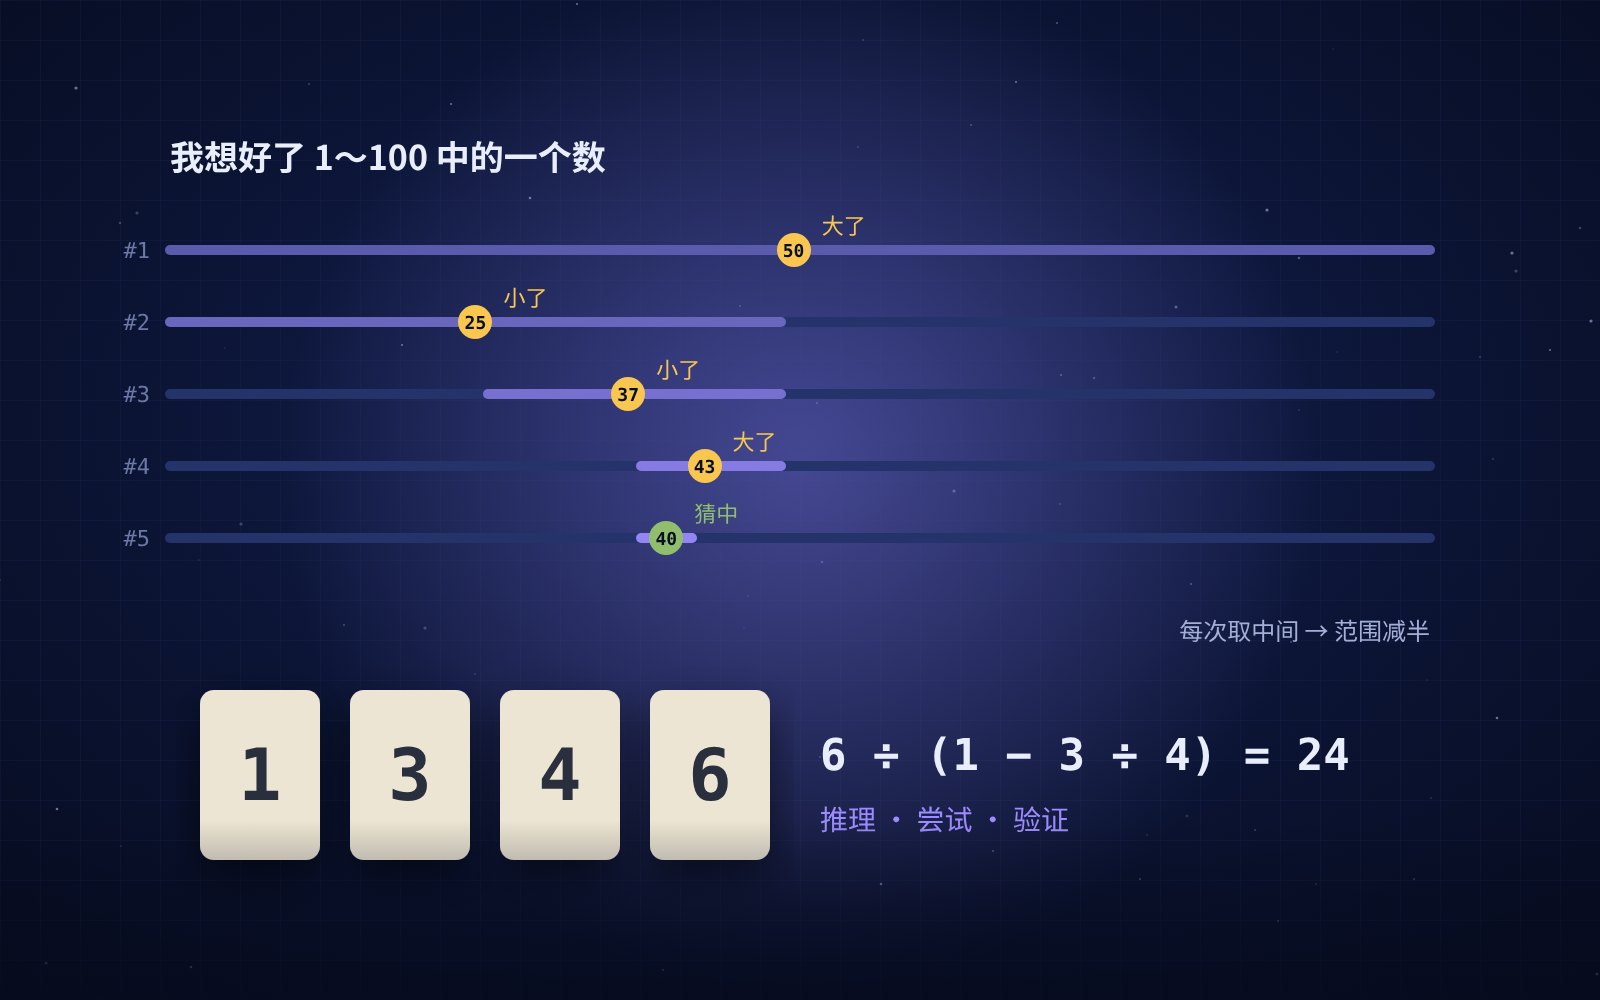 我想好了 1～100 中的一个数
大了
#1 50
小了
#2 25
小了
#3 37
大了
#4 43
猜中
#5 40
每次取中间 → 范围减半
1 3 4 6
6 ÷ (1 − 3 ÷ 4) = 24
推理 · 尝试 · 验证